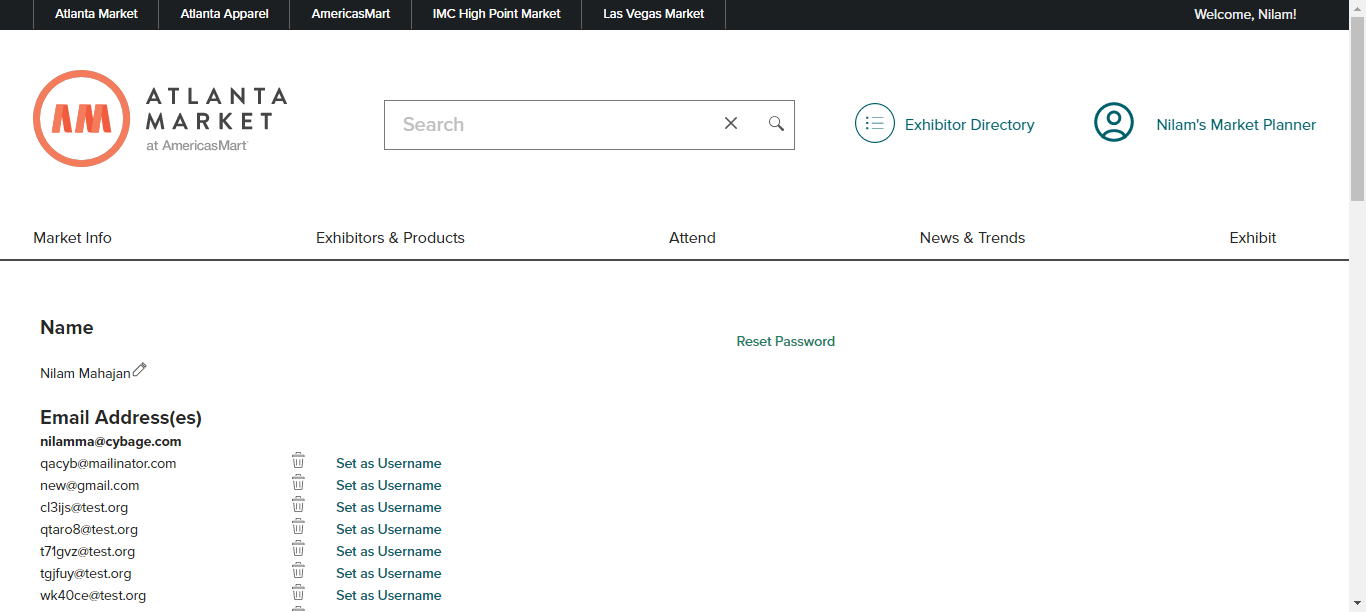 Atlanta Market Atlanta Apparel AmericasMart IMC High Point Market Las Vegas Market Welcome, Nilam!
AM ATLANTA
MARKET
at AmericasMart
Search
Exhibitor Directory
Nilam's Market Planner
Market Info Exhibitors & Products Attend News & Trends Exhibit
Name
Reset Password
Nilam Mahajan
Email Address(es)
nilamma@cybage.com
qacyb@mailinator.com Set as Username
new@gmail.com Set as Username
cl3ijs@test.org Set as Username
qtaro8@test.org Set as Username
t71gvz@test.org Set as Username
tgjfuy@test.org Set as Username
wk40ce@test.org Set as Username